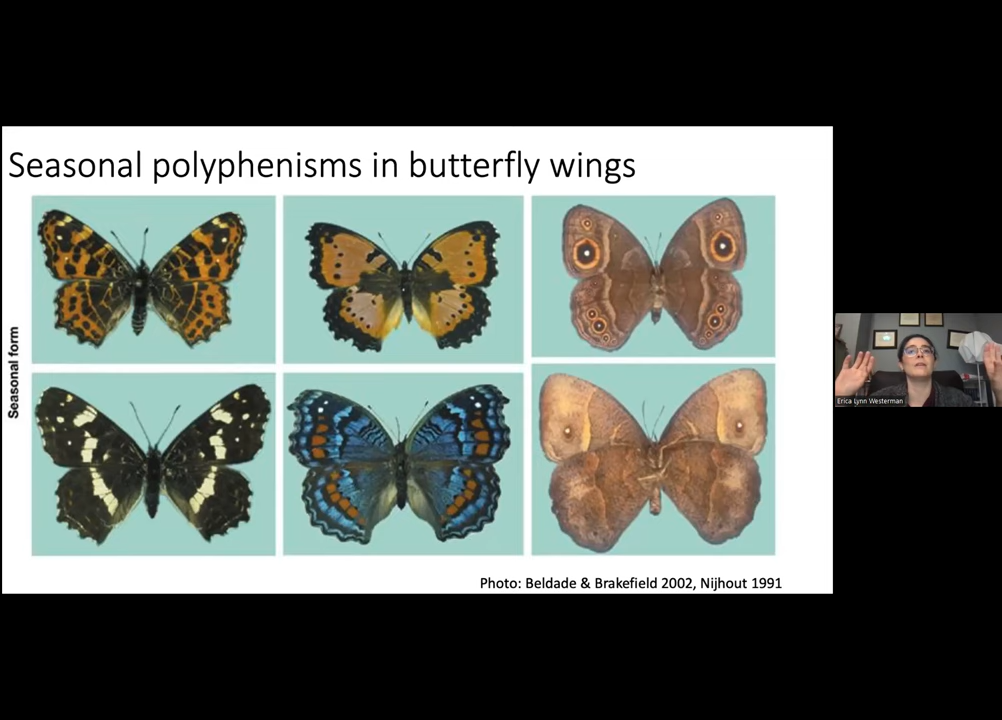 Seasonal polyphenisms in butterfly wings
Seasonal form
Erica Lynn Westerman
Photo: Beldade & Brakefield 2002, Nijhout 1991